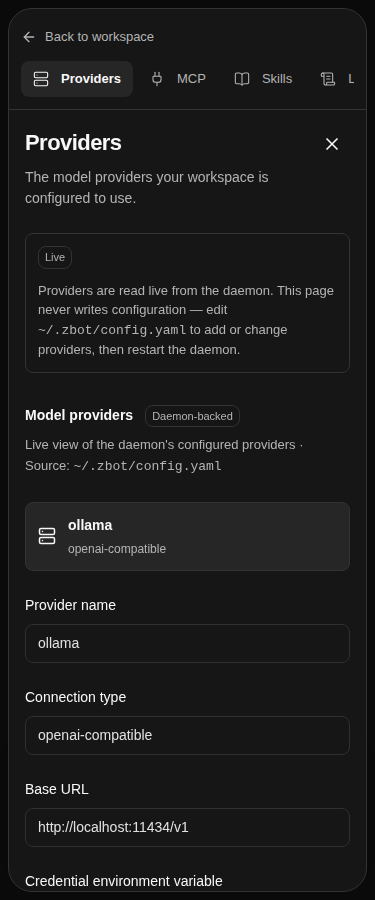 Back to workspace
Providers MCP Skills L
Providers
The model providers your workspace is
configured to use.
Live
Providers are read live from the daemon. This page
never writes configuration — edit
~/.zbot/config.yaml to add or change
providers, then restart the daemon.
Model providers Daemon-backed
Live view of the daemon's configured providers ·
Source: ~/.zbot/config.yaml
ollama
openai-compatible
Provider name
ollama
Connection type
openai-compatible
Base URL
http://localhost:11434/v1
Credential environment variable